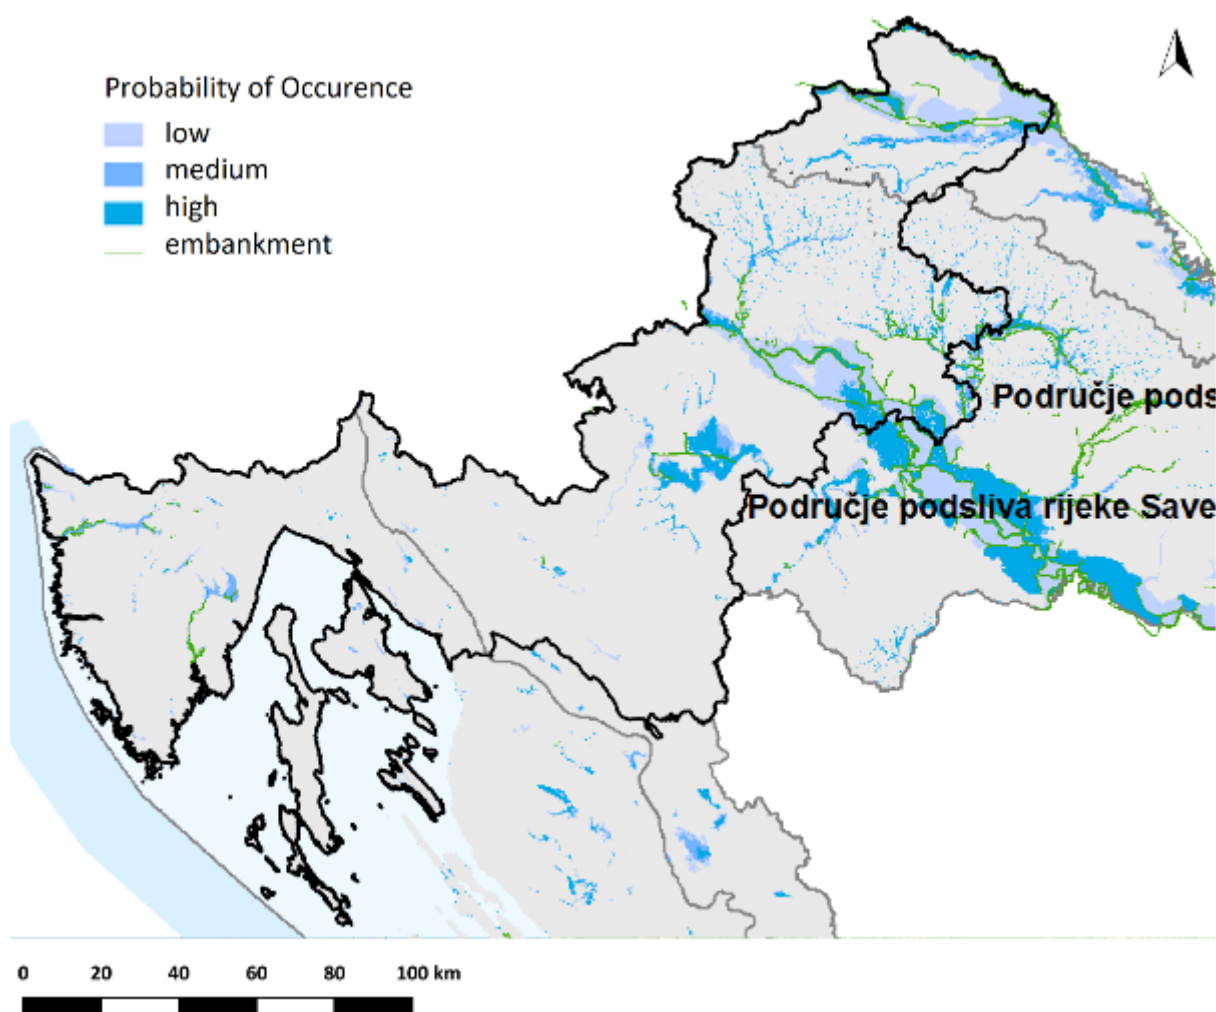 Probability of Occurence
low
medium
high
embankment
Područje pods
Područje podsliva rijeke Save
0 20 40 60 80 100 km